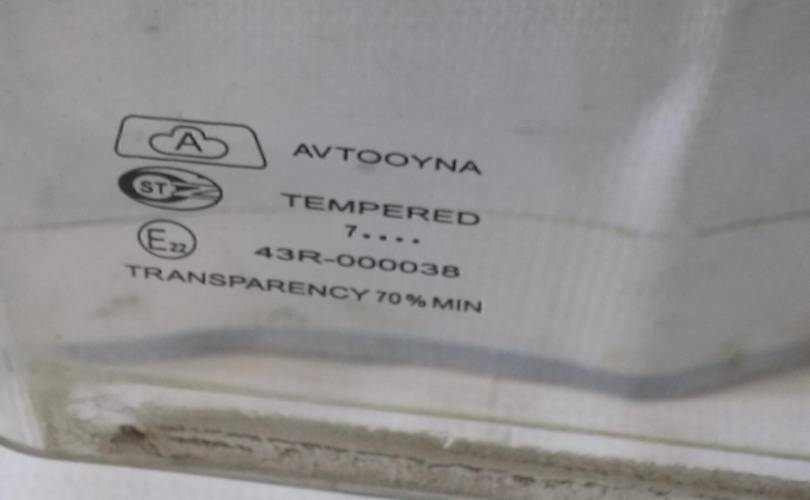 A AVTOOYNA
ST
TEMPERED
7....
E22 43R-000038
TRANSPARENCY 70% MIN